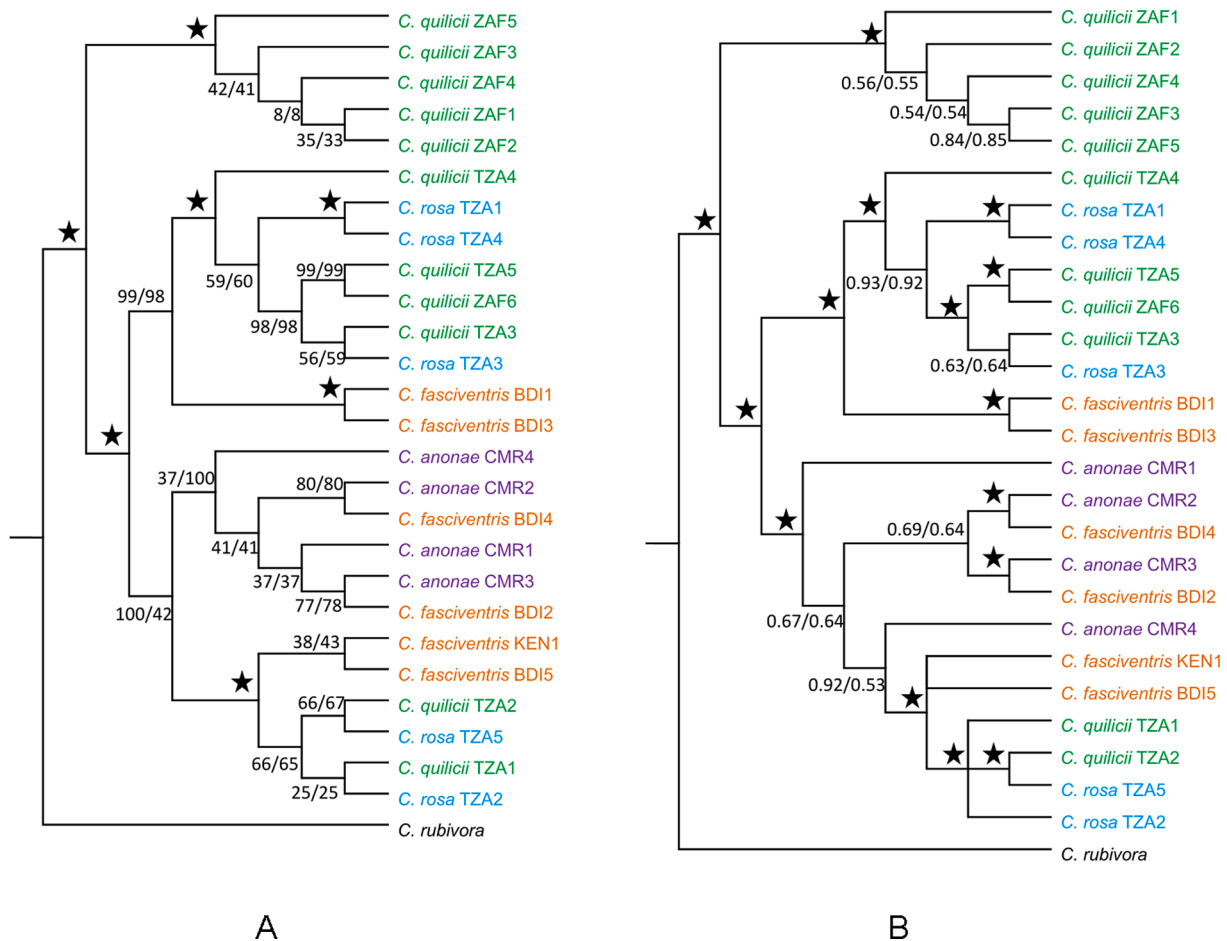 C. quilicii ZAF5
C. quilicii ZAF3
42/41
C. quilicii ZAF4
8/8
C. quilicii ZAF1
35/33
C. quilicii ZAF2
C. quilicii TZA4
C. rosa TZA1
59/60
C. rosa TZA4
99/99
C. quilicii TZA5
99/98
C. quilicii ZAF6
98/98
C. quilicii TZA3
56/59
C. rosa TZA3
C. fasciventris BDI1
C. fasciventris BDI3
C. anonae CMR4
37/100
80/80
C. anonae CMR2
C. fasciventris BDI4
41/41
C. anonae CMR1
37/37
C. anonae CMR3
77/78
C. fasciventris BDI2
100/42
38/43
C. fasciventris KEN1
C. fasciventris BDI5
66/67
C. quilicii TZA2
C. rosa TZA5
66/65
C. quilicii TZA1
25/25
C. rosa TZA2
C. rubivora
A
C. quilicii ZAF1
C. quilicii ZAF2
0.56/0.55
C. quilicii ZAF4
0.54/0.54
C. quilicii ZAF3
0.84/0.85
C. quilicii ZAF5
C. quilicii TZA4
C. rosa TZA1
C. rosa TZA4
0.93/0.92
C. quilicii TZA5
C. quilicii ZAF6
C. quilicii TZA3
0.63/0.64
C. rosa TZA3
C. fasciventris BDI1
C. fasciventris BDI3
C. anonae CMR1
C. anonae CMR2
0.69/0.64
C. fasciventris BDI4
C. anonae CMR3
C. fasciventris BDI2
0.67/0.64
C. anonae CMR4
C. fasciventris KEN1
0.92/0.53
C. fasciventris BDI5
C. quilicii TZA1
C. quilicii TZA2
C. rosa TZA5
C. rosa TZA2
C. rubivora
B